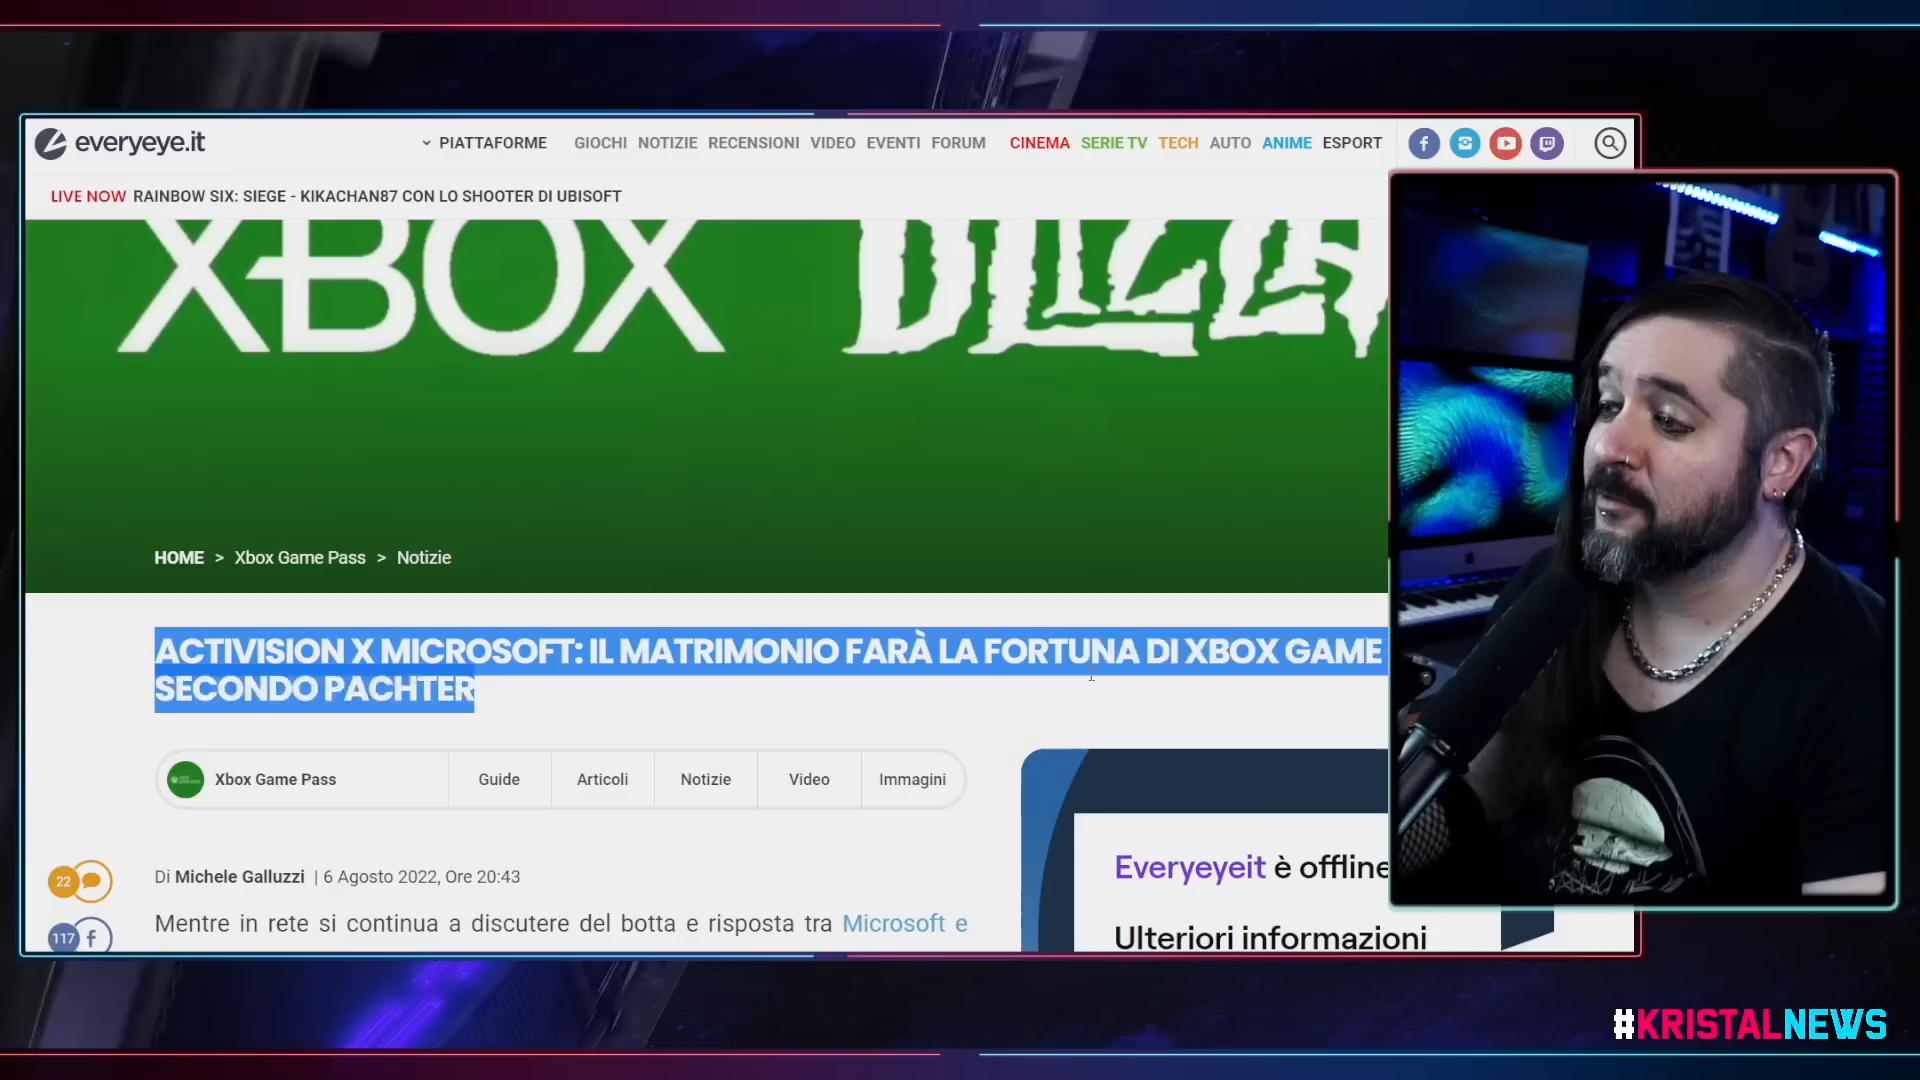 everyeye.it
PIATTAFORME GIOCHI NOTIZIE RECENSIONI VIDEO EVENTI FORUM CINEMA SERIE TV TECH AUTO ANIME ESPORT
LIVE NOW RAINBOW SIX: SIEGE - KIKACHAN87 CON LO SHOOTER DI UBISOFT
XBOX
HOME > Xbox Game Pass > Notizie
ACTIVISION X MICROSOFT: IL MATRIMONIO FARÀ LA FORTUNA DI XBOX GAME
SECONDO PACHTER
Xbox Game Pass Guide Articoli Notizie Video Immagini
Di Michele Galluzzi | 6 Agosto 2022, Ore 20:43
22
Everyeyeit è offline
Mentre in rete si continua a discutere del botta e risposta tra Microsoft e
117
Ulteriori informazioni
#KRISTALNEWS